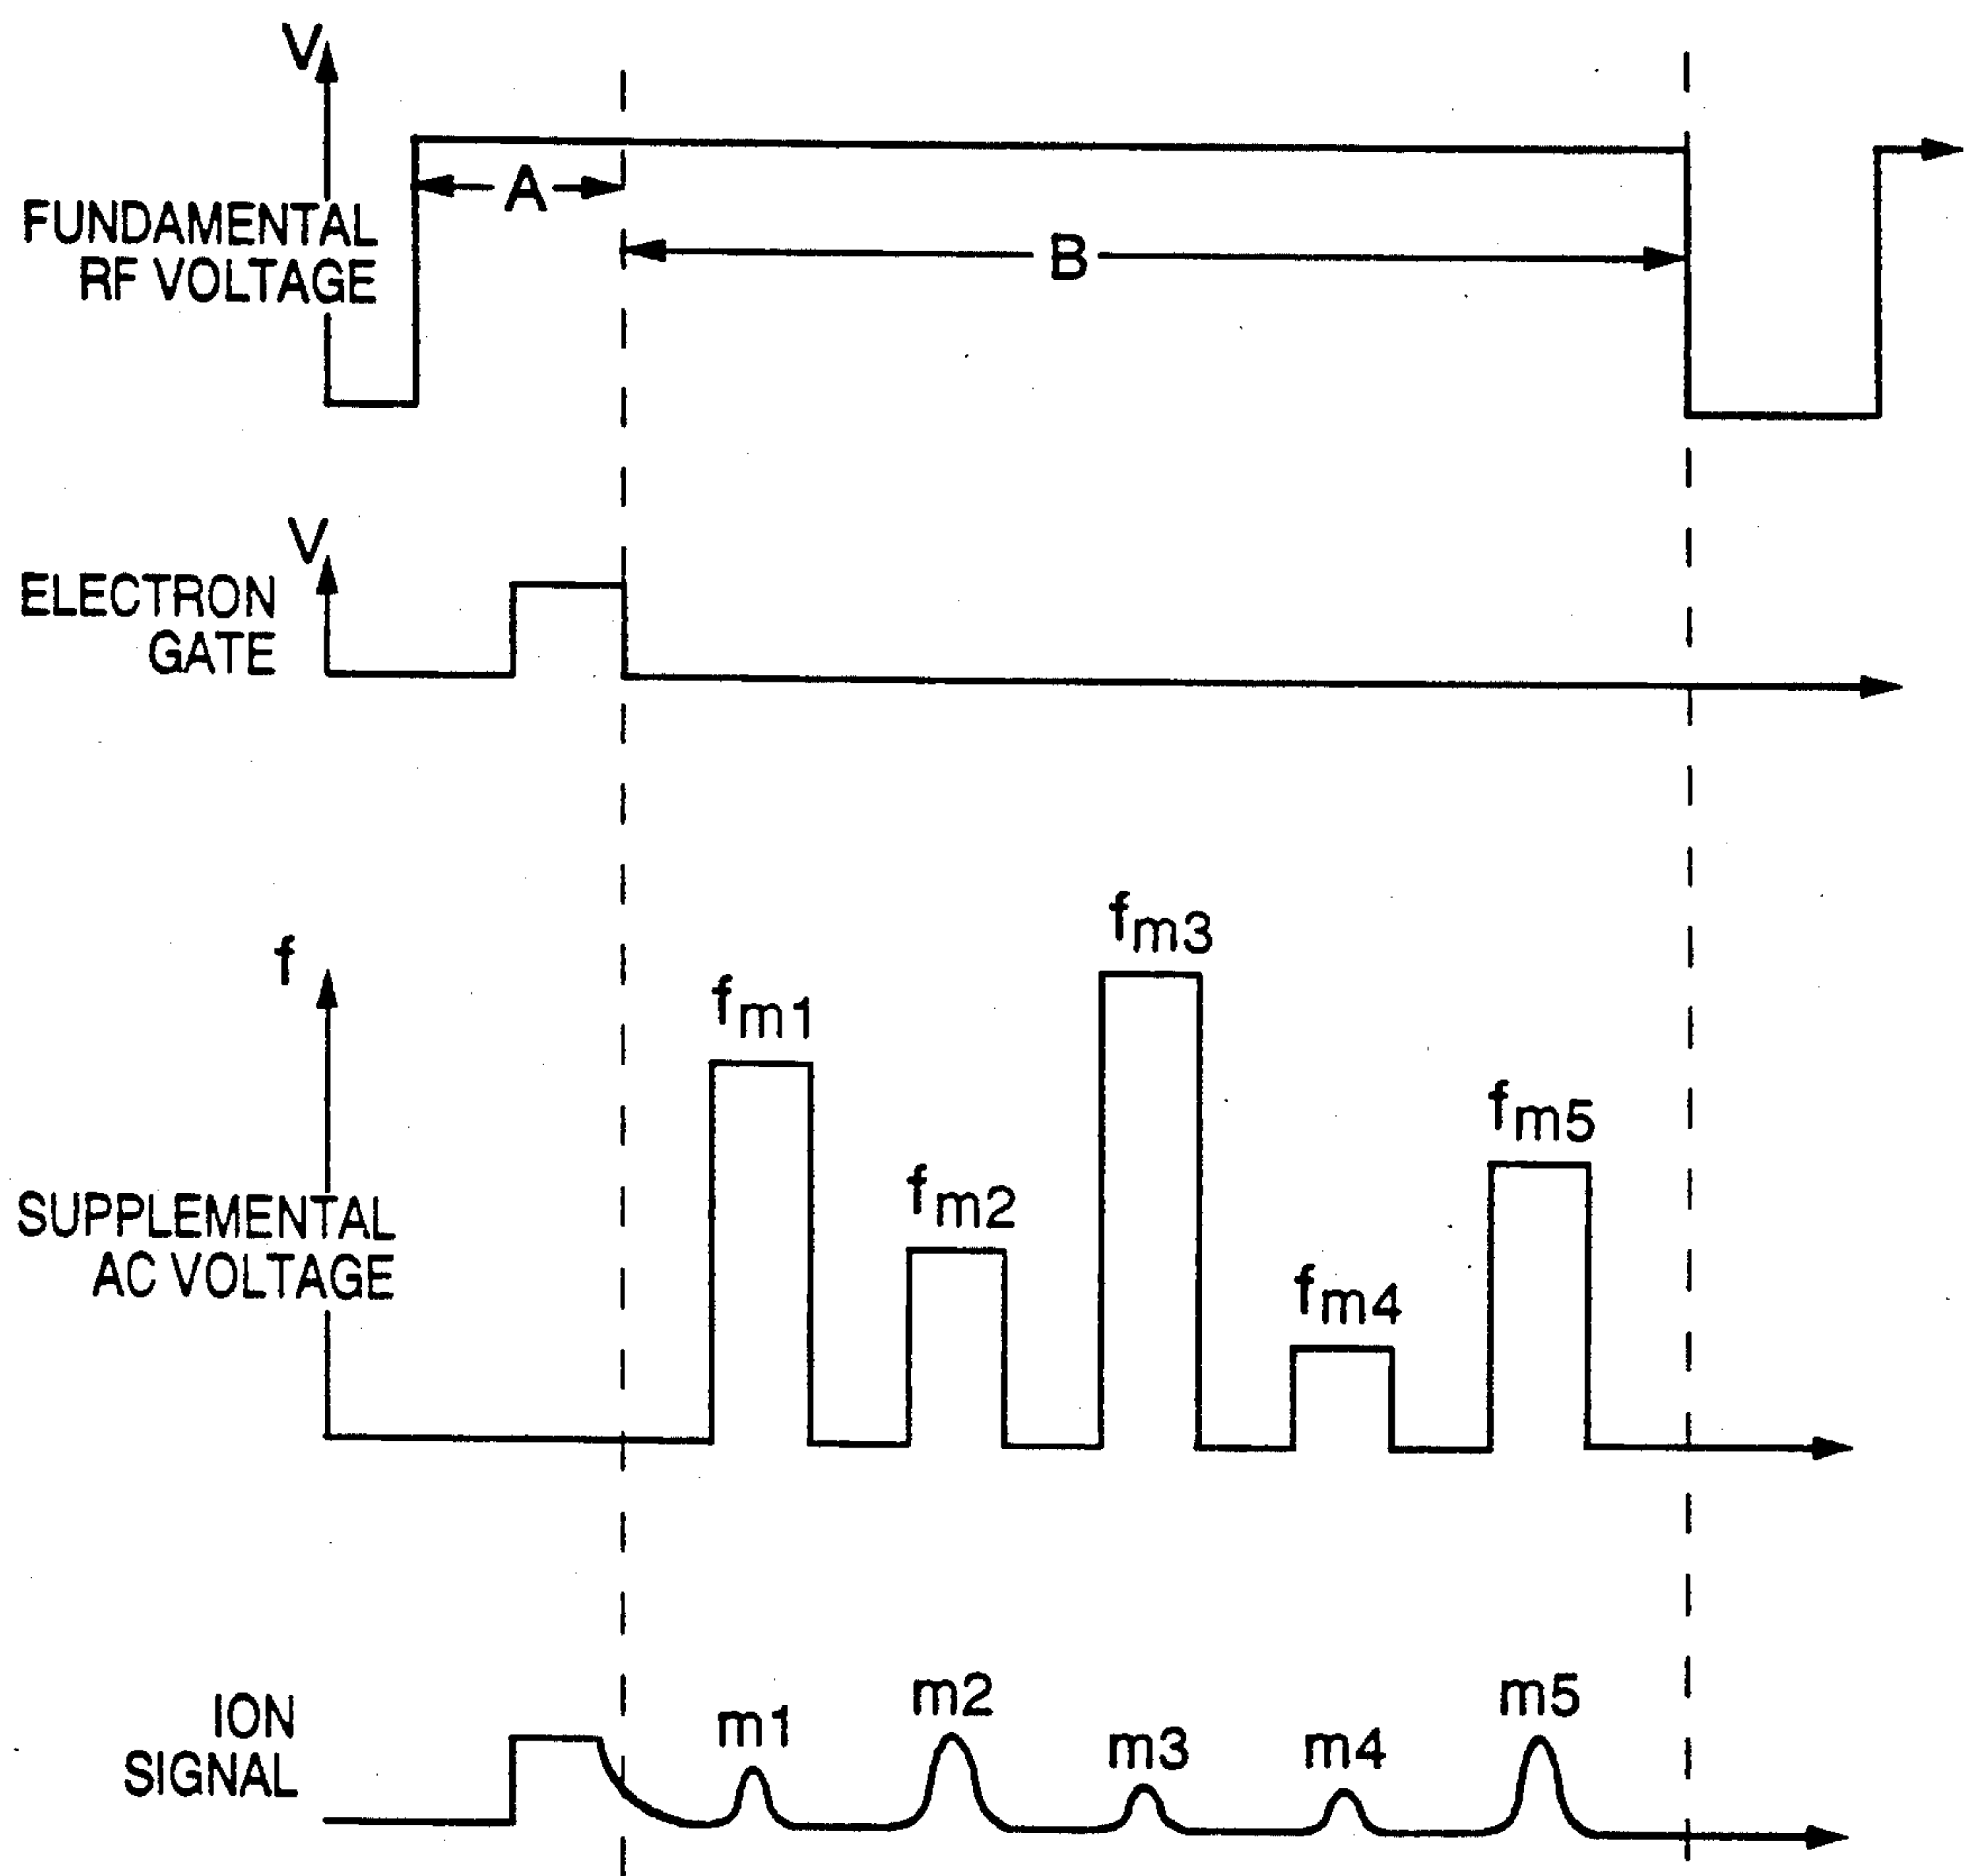 V
FUNDAMENTAL
RF VOLTAGE
A
B
V
ELECTRON
GATE
f
SUPPLEMENTAL
AC VOLTAGE
fm1
fm2
fm3
fm4
fm5
ION
SIGNAL
m1
m2
m3
m4
m5